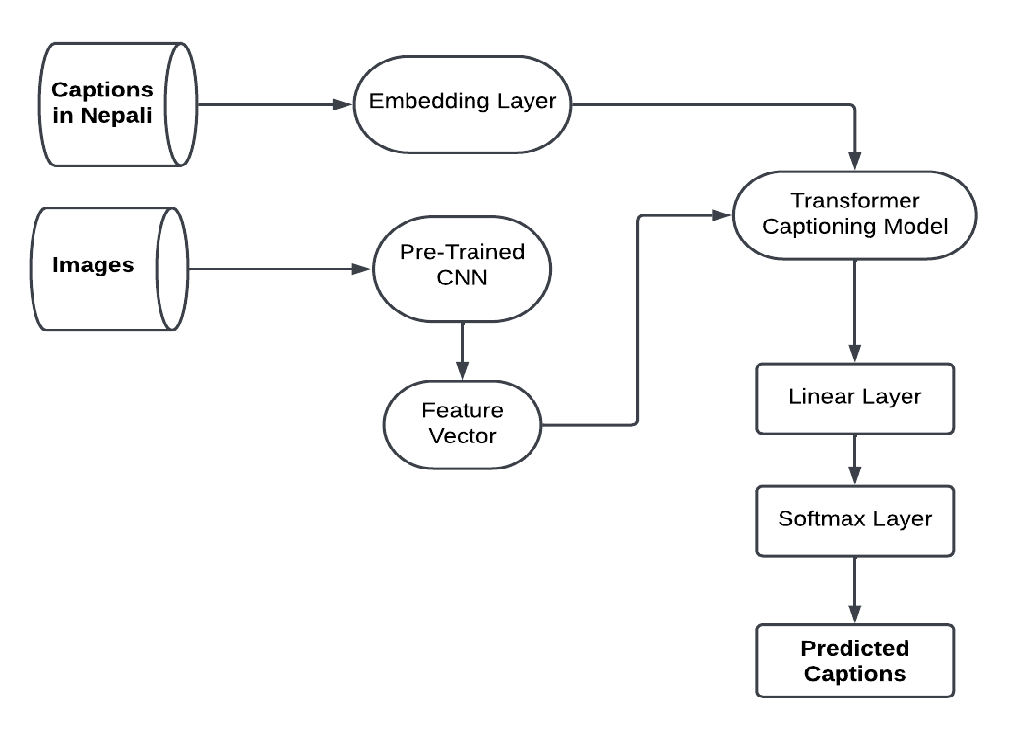 Captions
in Nepali
Embedding Layer
Transformer
Captioning Model
Images
Pre-Trained
CNN
Feature
Vector
Linear Layer
Softmax Layer
Predicted
Captions